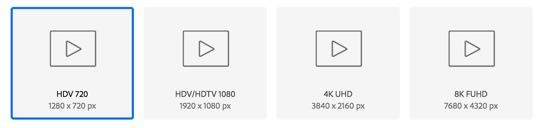 HDV 720
1280 x 720 px
HDV/HDTV 1080
1920 x 1080 px
4K UHD
3840 x 2160 px
8K FUHD
7680 x 4320 px